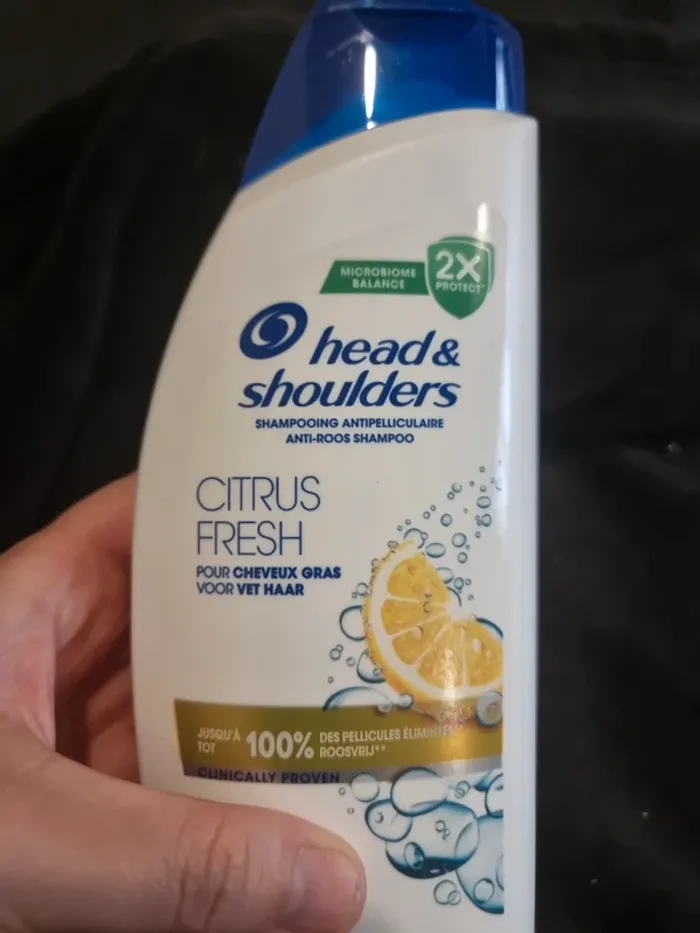 MICROBIOME
BALANCE
2X
PROTECT*
head &
shoulders
SHAMPOOING ANTIPELLICULAIRE
ANTI-ROOS SHAMPOO
CITRUS
FRESH
POUR CHEVEUX GRAS
VOOR VET HAAR
JUSQU'À 100% DES PELLICULES ÉLIMINÉES
TOT ROOSVRIJ**
CLINICALLY PROVEN